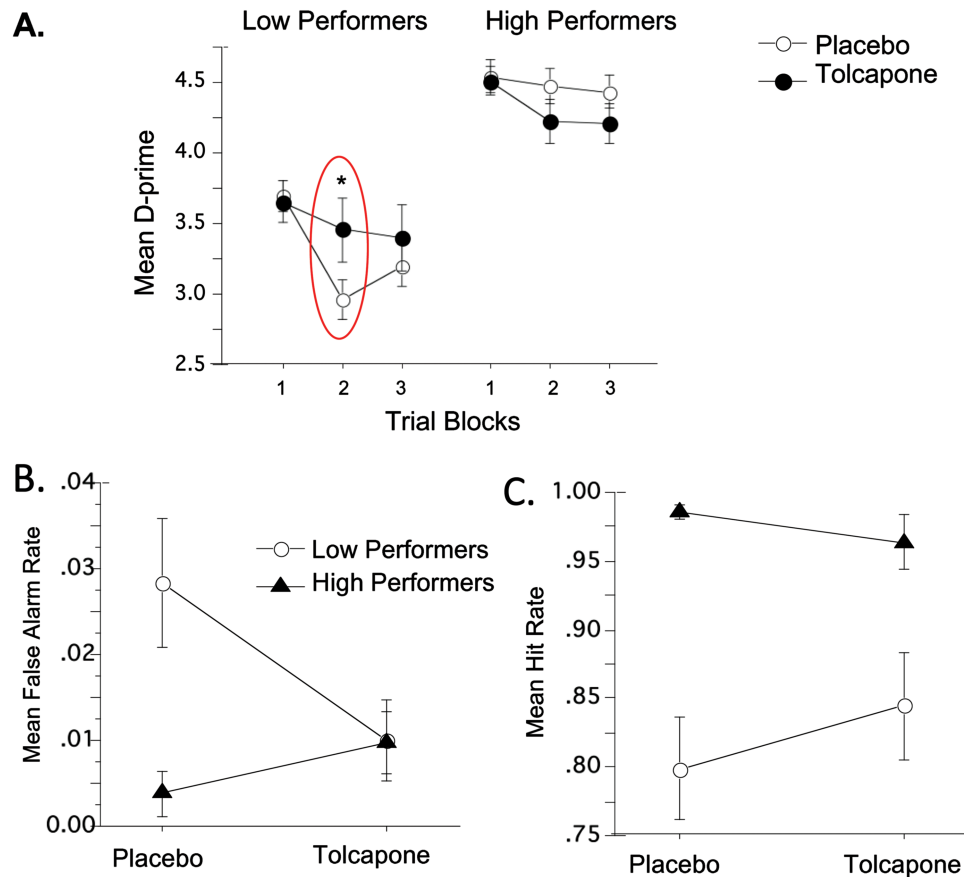 A.
Low Performers High Performers
Placebo
Tolcapone
Mean D-prime
4.5
4.0
3.5
3.0
2.5
*
1 2 3 1 2 3
Trial Blocks
B.
Mean False Alarm Rate
.04
.03
.02
.01
0.00
Low Performers
High Performers
Placebo Tolcapone
C.
Mean Hit Rate
1.00
.95
.90
.85
.80
.75
Placebo Tolcapone